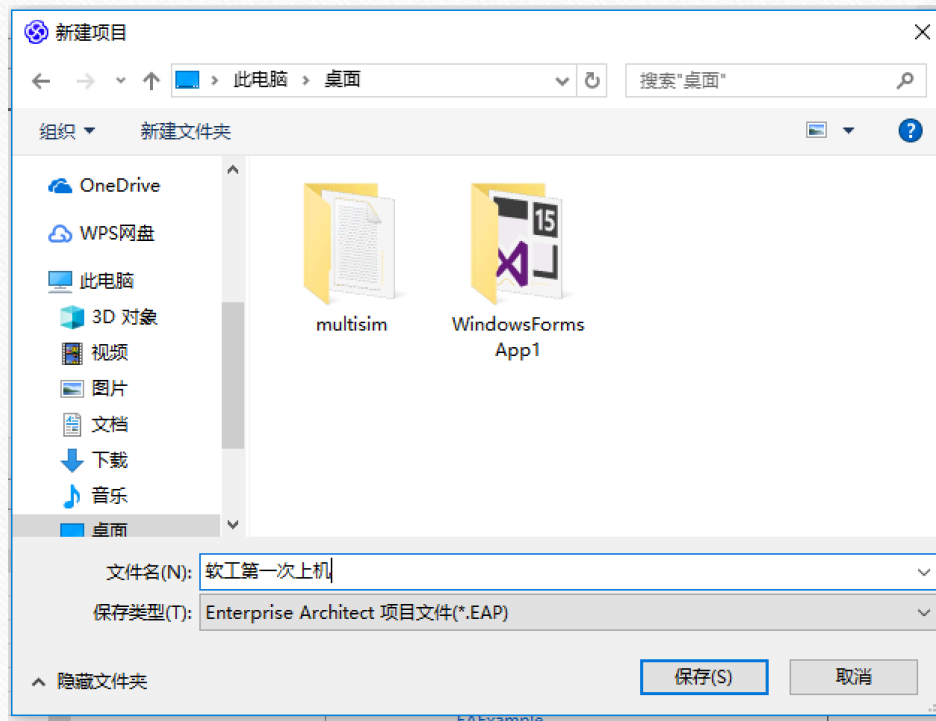 新建项目
此电脑 桌面
搜索"桌面"
组织 新建文件夹
OneDrive
WPS网盘
此电脑
3D 对象
视频
图片
文档
下载
音乐
桌面
multisim
WindowsForms
App1
15
文件名(N): 软工第一次上机
保存类型(T): Enterprise Architect 项目文件(*.EAP)
隐藏文件夹
保存(S) 取消
EAExample